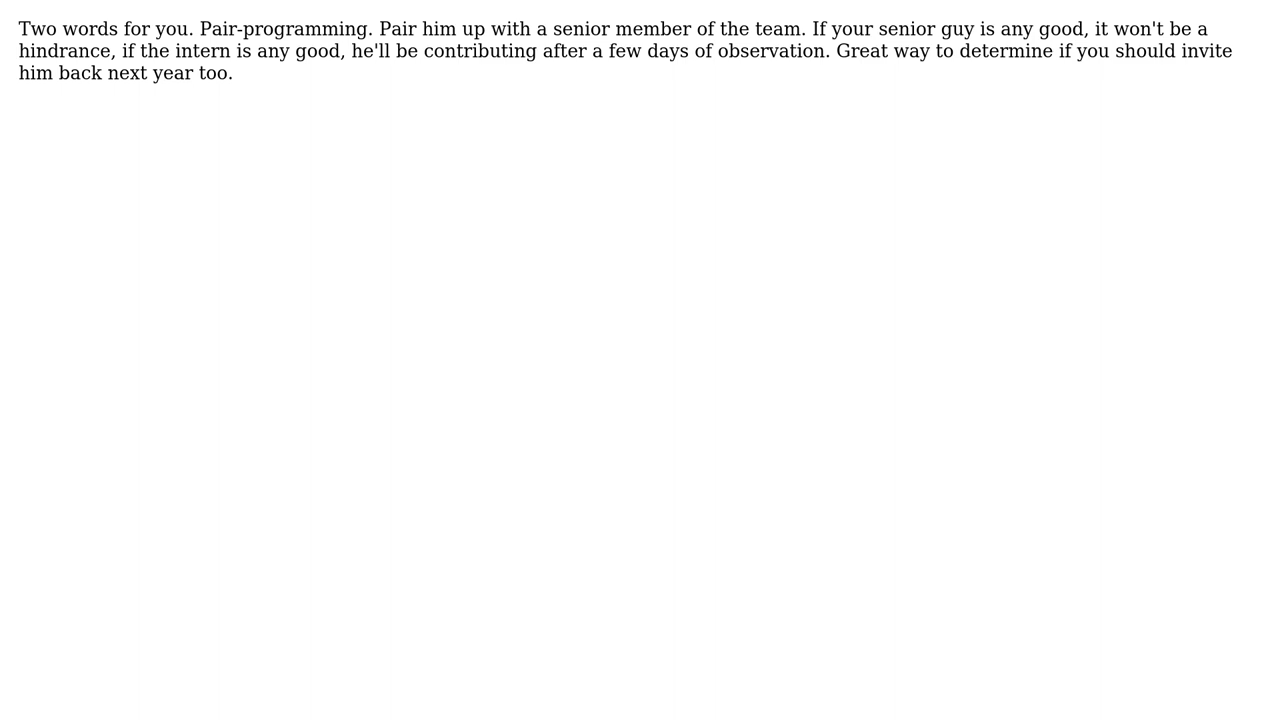 Two words for you. Pair-programming. Pair him up with a senior member of the team. If your senior guy is any good, it won't be a
hindrance, if the intern is any good, he'll be contributing after a few days of observation. Great way to determine if you should invite
him back next year too.